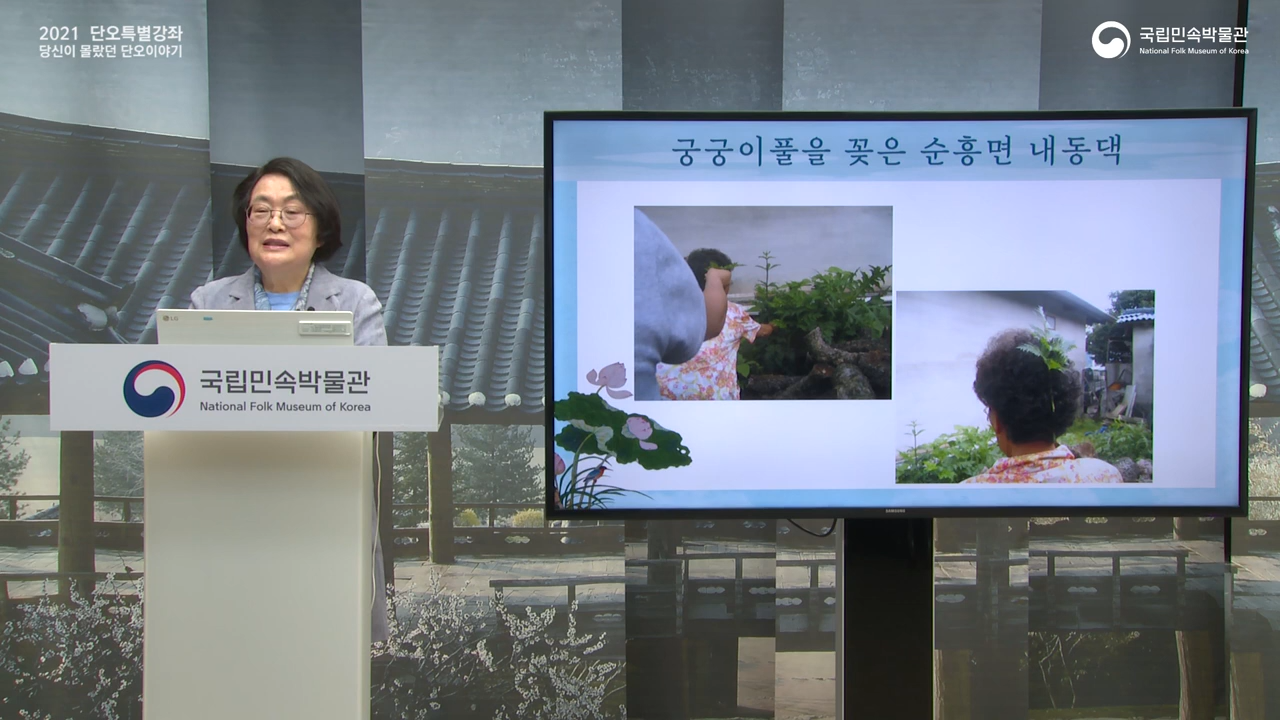 2021 단오특별강좌
당신이 몰랐던 단오이야기
국립민속박물관
National Folk Museum of Korea
궁궁이풀을 꽂은 순흥면 내동댁
LG
국립민속박물관
National Folk Museum of Korea
SAMSUNG